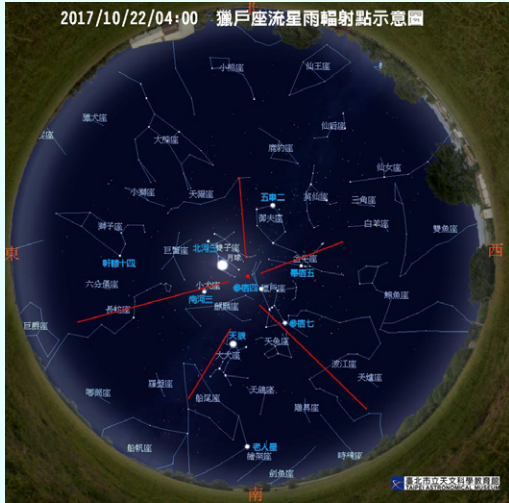 2017/10/22/04:00 獵戶座流星雨輻射點示意圖
北
小熊座
仙王座
獵犬座
大熊座
仙后座
鹿豹座
仙女座
小獅座
天貓座
五車二
英仙座
三角座
御夫座
白羊座
獅子座
雙魚座
北河三
雙子座
巨蟹座
月球
金牛座
東
西
軒轅十四
畢宿五
六分儀座
小犬座
參宿四
南河三
獵戶座
鯨魚座
長蛇座
麒麟座
巨爵座
參宿七
天狼
天兔座
大犬座
波江座
天爐座
羅盤座
唧筒座
天鴿座
船尾座
雕具座
船帆座
老人星
時鐘座
繪架座
劍魚座
南
臺北市立天文科學教育館
TAIPEI ASTRONOMICAL MUSEUM